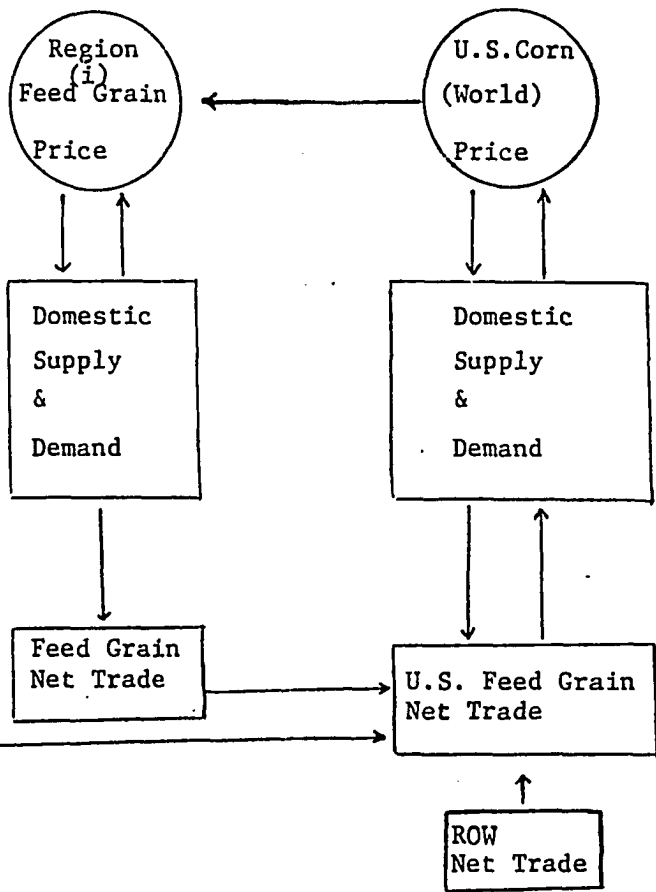 Region
(i)
Feed Grain
Price
U.S.Corn
(World)
Price
Domestic
Supply
&
Demand
Domestic
Supply
&
Demand
Feed Grain
Net Trade
U.S. Feed Grain
Net Trade
ROW
Net Trade